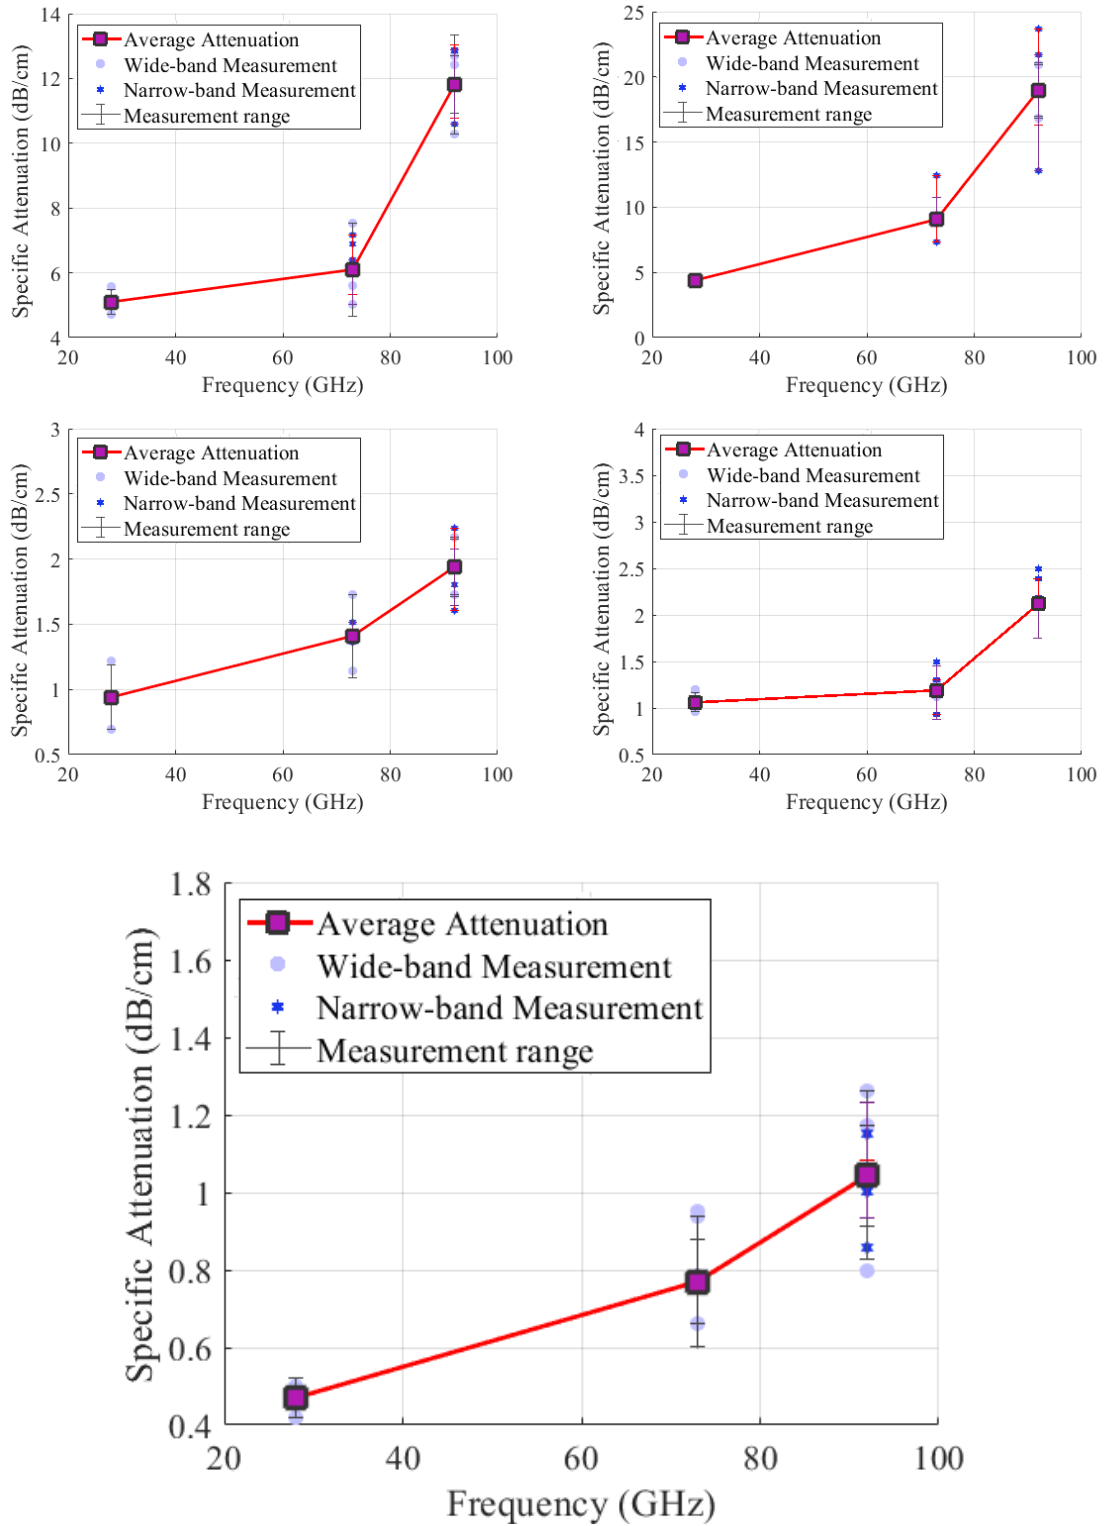 Specific Attenuation (dB/cm)
14
12
10
8
6
4
Average Attenuation
Wide-band Measurement
Narrow-band Measurement
Measurement range
20 40 60 80 100
Frequency (GHz)
Specific Attenuation (dB/cm)
25
20
15
10
5
0
Average Attenuation
Wide-band Measurement
Narrow-band Measurement
Measurement range
20 40 60 80 100
Frequency (GHz)
Specific Attenuation (dB/cm)
3
2.5
2
1.5
1
0.5
Average Attenuation
Wide-band Measurement
Narrow-band Measurement
Measurement range
20 40 60 80 100
Frequency (GHz)
Specific Attenuation (dB/cm)
4
3.5
3
2.5
2
1.5
1
0.5
Average Attenuation
Wide-band Measurement
Narrow-band Measurement
Measurement range
20 40 60 80 100
Frequency (GHz)
Specific Attenuation (dB/cm)
1.8
1.6
1.4
1.2
1
0.8
0.6
0.4
Average Attenuation
Wide-band Measurement
Narrow-band Measurement
Measurement range
20 40 60 80 100
Frequency (GHz)